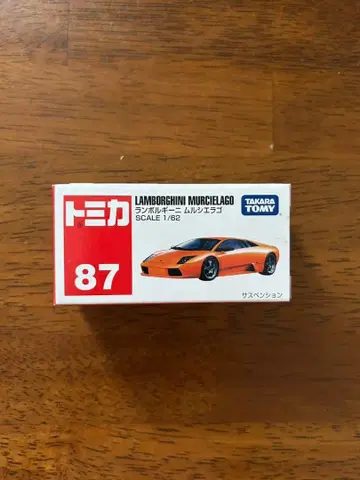 トミカ
87
LAMBORGHINI MURCIELAGO
ランボルギーニ ムルシエラゴ
SCALE 1/62
TAKARA
TOMY
サスペンション